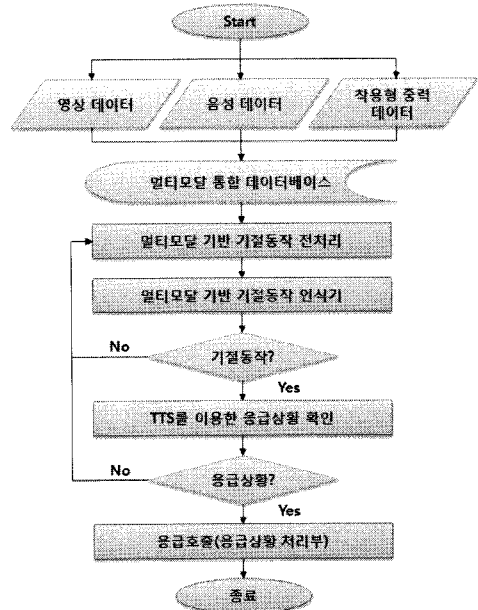 Start
영상 데이터
음성 데이터
착용형 중력
데이터
멀티모달 통합 데이터베이스
멀티모달 기반 기절동작 전처리
멀티모달 기반 기절동작 인식기
No
기절동작?
Yes
TTS를 이용한 응급상황 확인
No
응급상황?
Yes
응급호출(응급상황 처리부)
종료